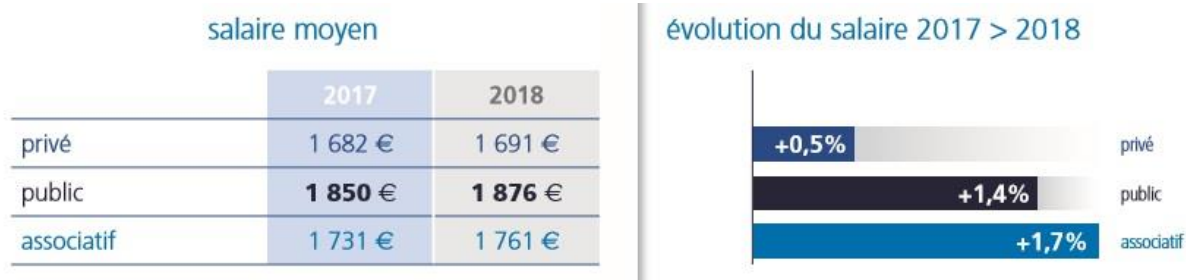 salaire moyen
2017 2018
privé 1 682 € 1 691 €
public 1 850 € 1 876 €
associatif 1 731 € 1 761 €
évolution du salaire 2017 > 2018
+0,5% privé
+1,4% public
+1,7% associatif